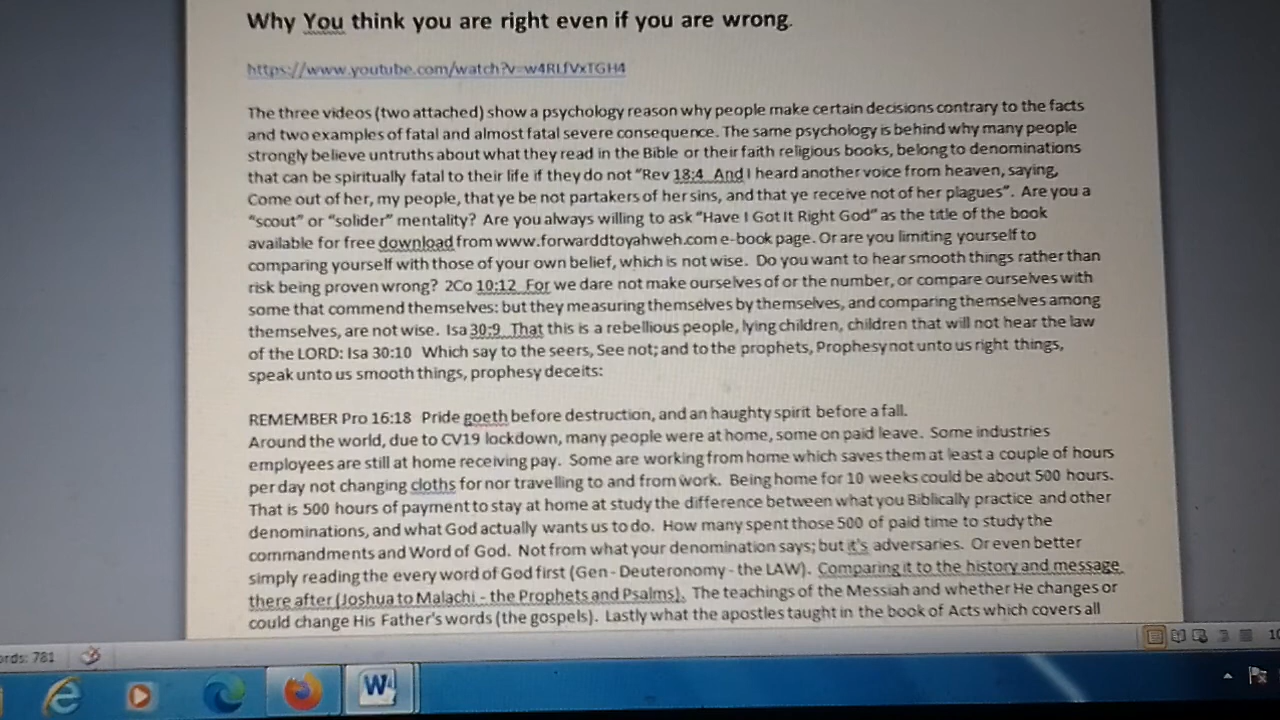 Why You think you are right even if you are wrong.
https://www.youtube.com/watch?v=w4RLfVxTGH4
The three videos (two attached) show a psychology reason why people make certain decisions contrary to the facts
and two examples of fatal and almost fatal severe consequence. The same psychology is behind why many people
strongly believe untruths about what they read in the Bible or their faith religious books, belong to denominations
that can be spiritually fatal to their life if they do not "Rev 18:4 And I heard another voice from heaven, saying,
Come out of her, my people, that ye be not partakers of her sins, and that ye receive not of her plagues". Are you a
"scout" or "solider" mentality? Are you always willing to ask "Have I Got It Right God" as the title of the book
available for free download from www.forwarddtoyahweh.com e-book page. Or are you limiting yourself to
comparing yourself with those of your own belief, which is not wise. Do you want to hear smooth things rather than
risk being proven wrong? 2Co 10:12 For we dare not make ourselves of or the number, or compare ourselves with
some that commend themselves: but they measuring themselves by themselves, and comparing themselves among
themselves, are not wise. Isa 30:9 That this is a rebellious people, lying children, children that will not hear the law
of the LORD: Isa 30:10 Which say to the seers, See not; and to the prophets, Prophesy not unto us right things,
speak unto us smooth things, prophesy deceits:
REMEMBER Pro 16:18 Pride goeth before destruction, and an haughty spirit before a fall.
Around the world, due to CV19 lockdown, many people were at home, some on paid leave. Some industries
employees are still at home receiving pay. Some are working from home which saves them at least a couple of hours
per day not changing cloths for nor travelling to and from work. Being home for 10 weeks could be about 500 hours.
That is 500 hours of payment to stay at home at study the difference between what you Biblically practice and other
denominations, and what God actually wants us to do. How many spent those 500 of paid time to study the
commandments and Word of God. Not from what your denomination says; but it's adversaries. Or even better
simply reading the every word of God first (Gen - Deuteronomy - the LAW). Comparing it to the history and message
there after (Joshua to Malachi - the Prophets and Psalms). The teachings of the Messiah and whether He changes or
could change His Father's words (the gospels). Lastly what the apostles taught in the book of Acts which covers all
rds: 781
10